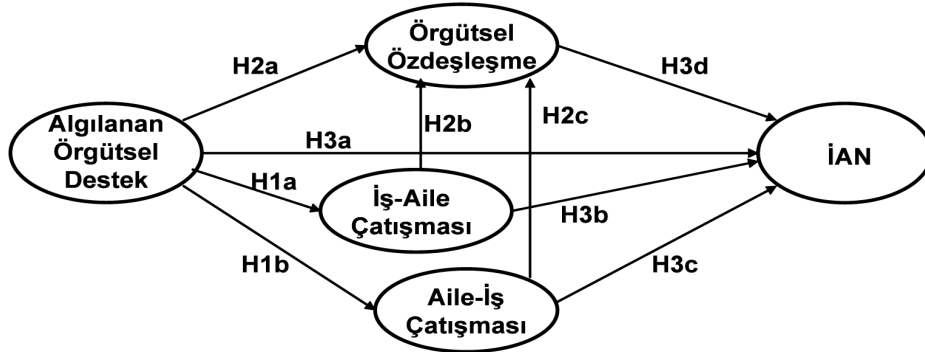 Örgütsel
Özdeşleşme
H2a
H3d
H2b
H2c
Algılanan
Örgütsel
Destek
H3a
İAN
H1a
İş-Aile
Çatışması
H3b
H1b
H3c
Aile-İş
Çatışması